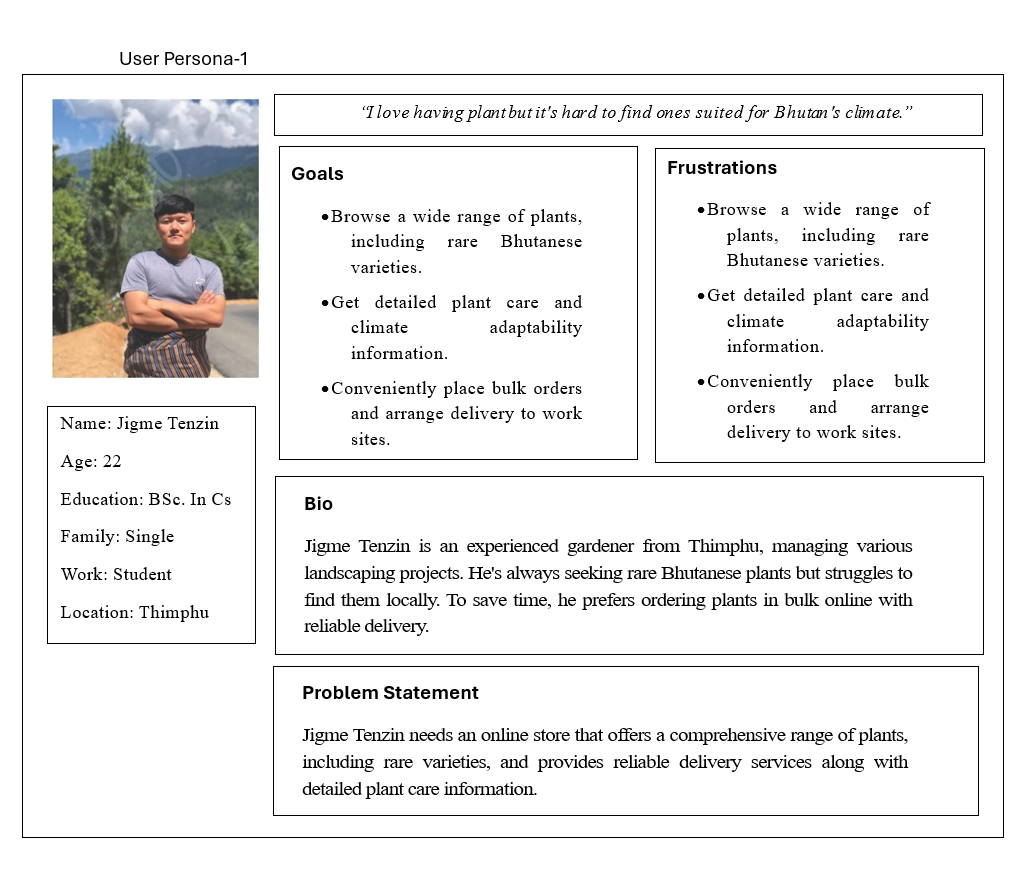 User Persona-1
“I love having plant but it's hard to find ones suited for Bhutan's climate.”
Goals
•Browse a wide range of plants,
including rare Bhutanese
varieties.
•Get detailed plant care and
climate adaptability
information.
•Conveniently place bulk orders
and arrange delivery to work
sites.
Frustrations
•Browse a wide range of
plants, including rare
Bhutanese varieties.
•Get detailed plant care and
climate adaptability
information.
•Conveniently place bulk
orders and arrange
delivery to work sites.
Name: Jigme Tenzin
Age: 22
Education: BSc. In Cs
Family: Single
Work: Student
Location: Thimphu
Bio
Jigme Tenzin is an experienced gardener from Thimphu, managing various
landscaping projects. He's always seeking rare Bhutanese plants but struggles to
find them locally. To save time, he prefers ordering plants in bulk online with
reliable delivery.
Problem Statement
Jigme Tenzin needs an online store that offers a comprehensive range of plants,
including rare varieties, and provides reliable delivery services along with
detailed plant care information.